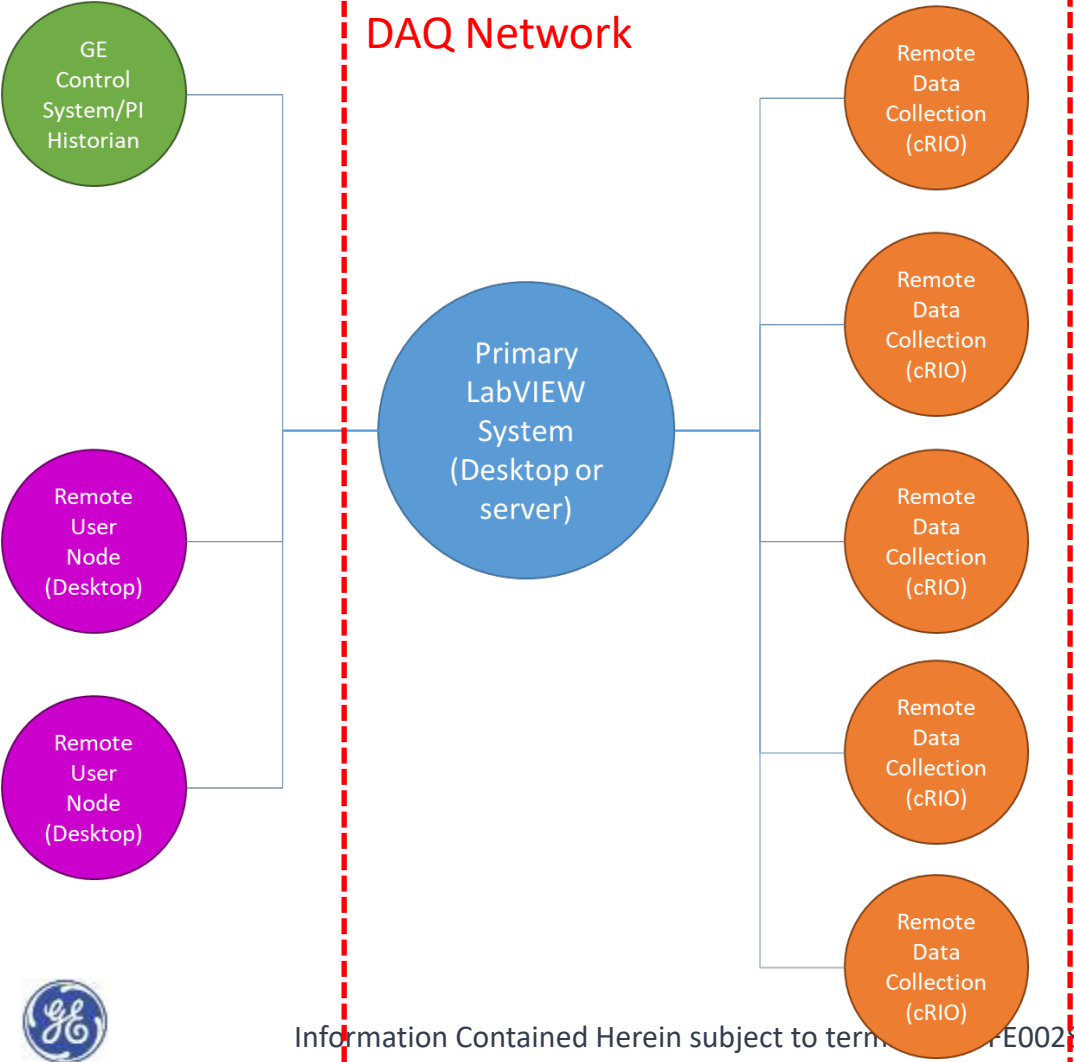 DAQ Network
GE
Control
System/PI
Historian
Remote
User
Node
(Desktop)
Remote
User
Node
(Desktop)
Primary
LabVIEW
System
(Desktop or
server)
Remote
Data
Collection
(cRIO)
Remote
Data
Collection
(cRIO)
Remote
Data
Collection
(cRIO)
Remote
Data
Collection
(cRIO)
Remote
Data
Collection
(cRIO)
GE
Information Contained Herein subject to